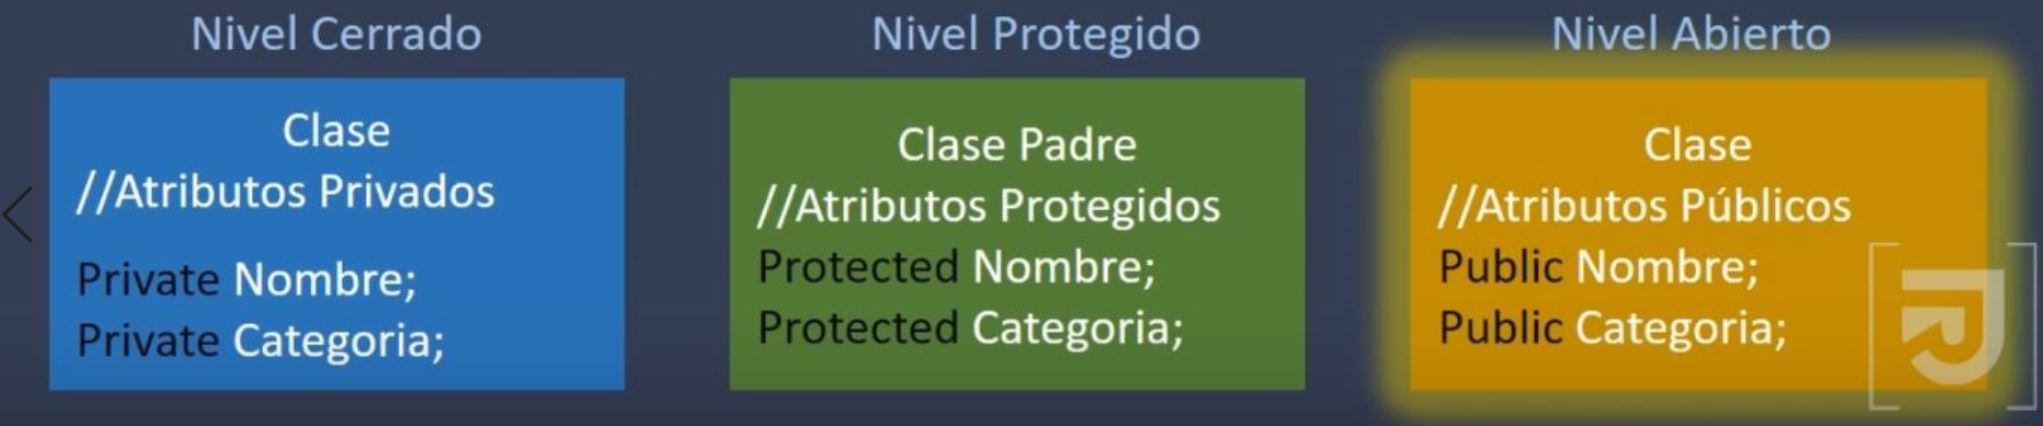 Nivel Cerrado
Clase
//Atributos Privados
Private Nombre;
Private Categoria;
Nivel Protegido
Clase Padre
//Atributos Protegidos
Protected Nombre;
Protected Categoria;
Nivel Abierto
Clase
//Atributos Públicos
Public Nombre;
Public Categoria;